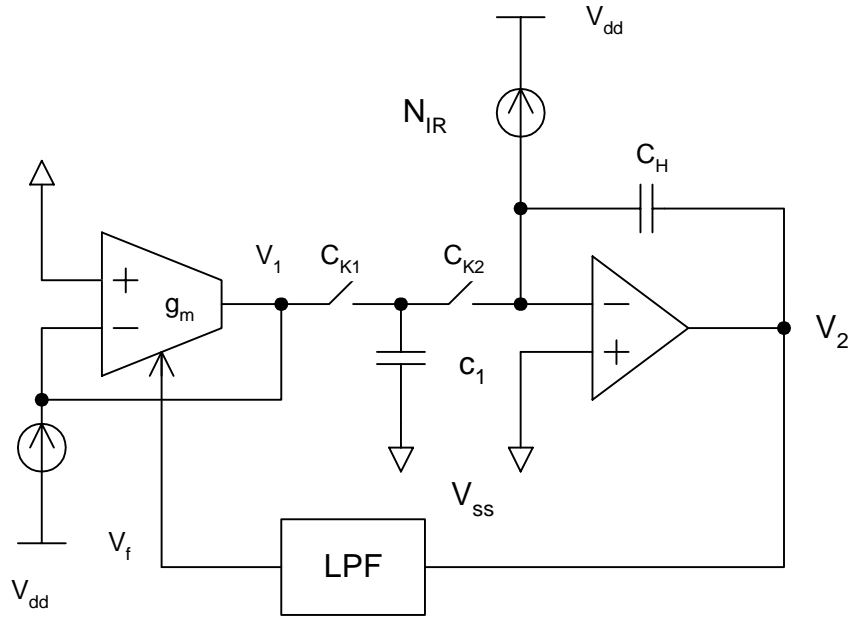 V_dd
N_IR
C_H
V_1
C_K1
C_K2
+
g_m
−
−
+
V_2
c_1
V_ss
V_f
LPF
V_dd